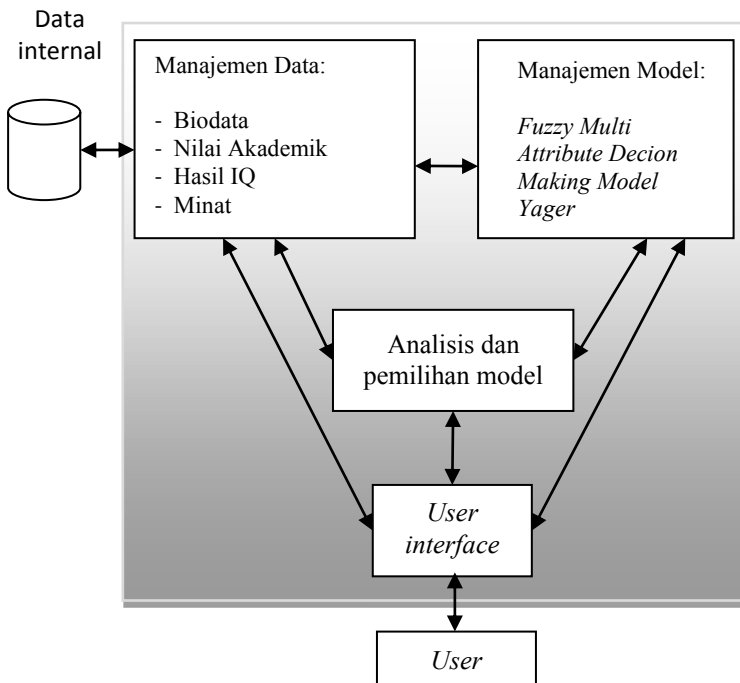 Data
internal
Manajemen Data:
- Biodata
- Nilai Akademik
- Hasil IQ
- Minat
Manajemen Model:
Fuzzy Multi
Attribute Decion
Making Model
Yager
Analisis dan
pemilihan model
User
interface
User